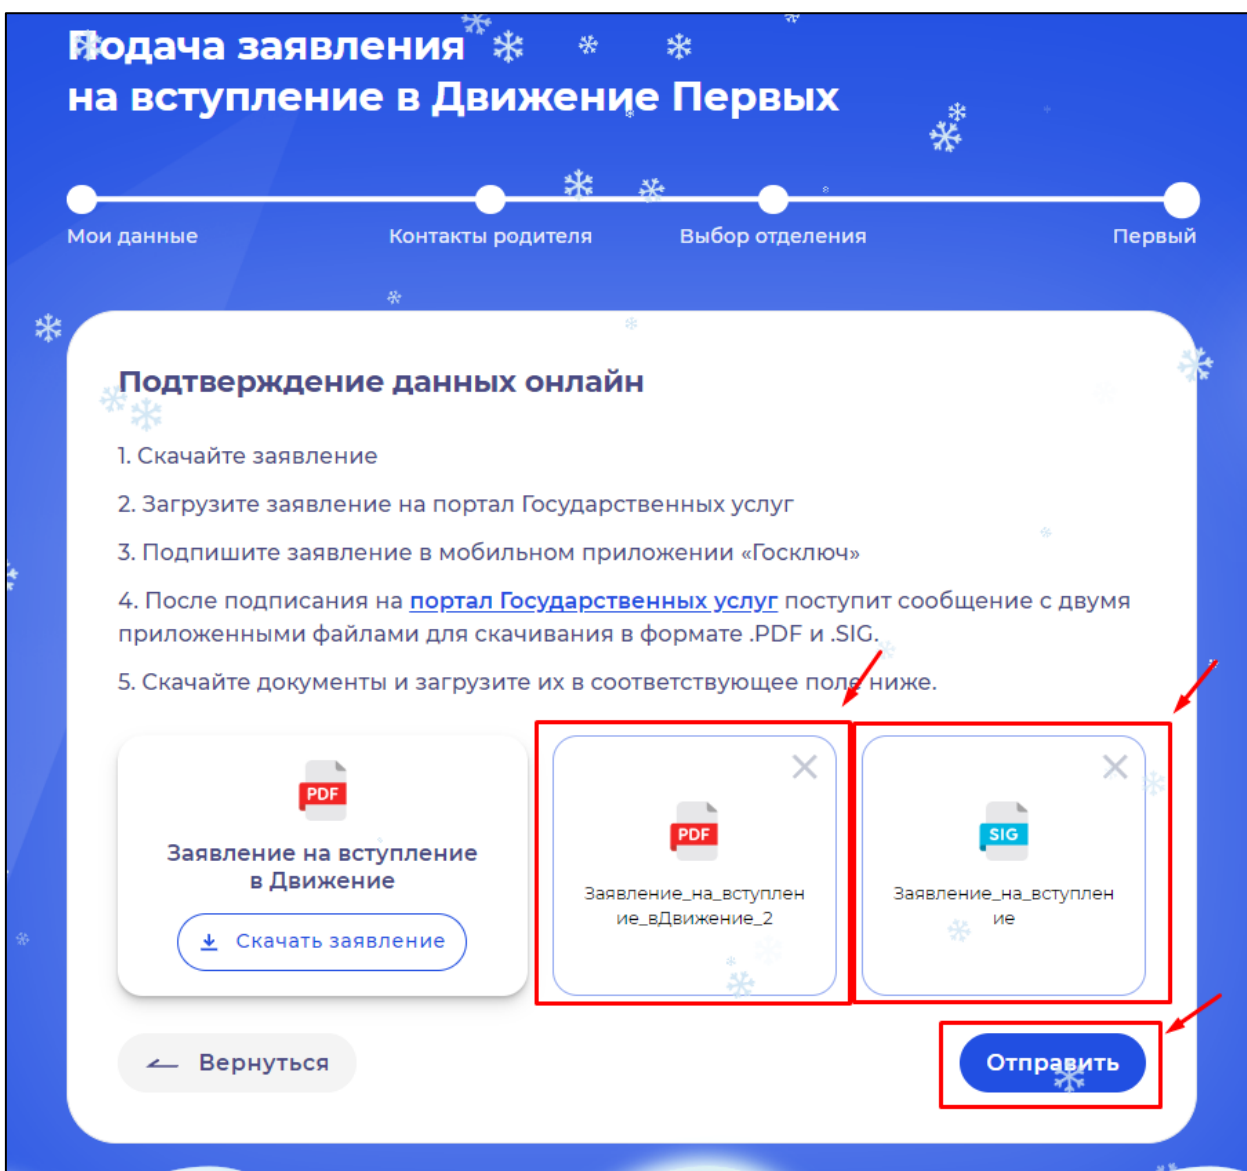 Подача заявления
на вступление в Движение Первых
Мои данные
Контакты родителя
Выбор отделения
Первый
Подтверждение данных онлайн
1. Скачайте заявление
2. Загрузите заявление на портал Государственных услуг
3. Подпишите заявление в мобильном приложении «Госключ»
4. После подписания на портал Государственных услуг поступит сообщение с двумя
приложенными файлами для скачивания в формате .PDF и .SIG.
5. Скачайте документы и загрузите их в соответствующее поле ниже.
PDF
Заявление на вступление
в Движение
Скачать заявление
PDF
Заявление_на_вступлен
ие_вДвижение_2
SIG
Заявление_на_вступлен
ие
Вернуться
Отправить